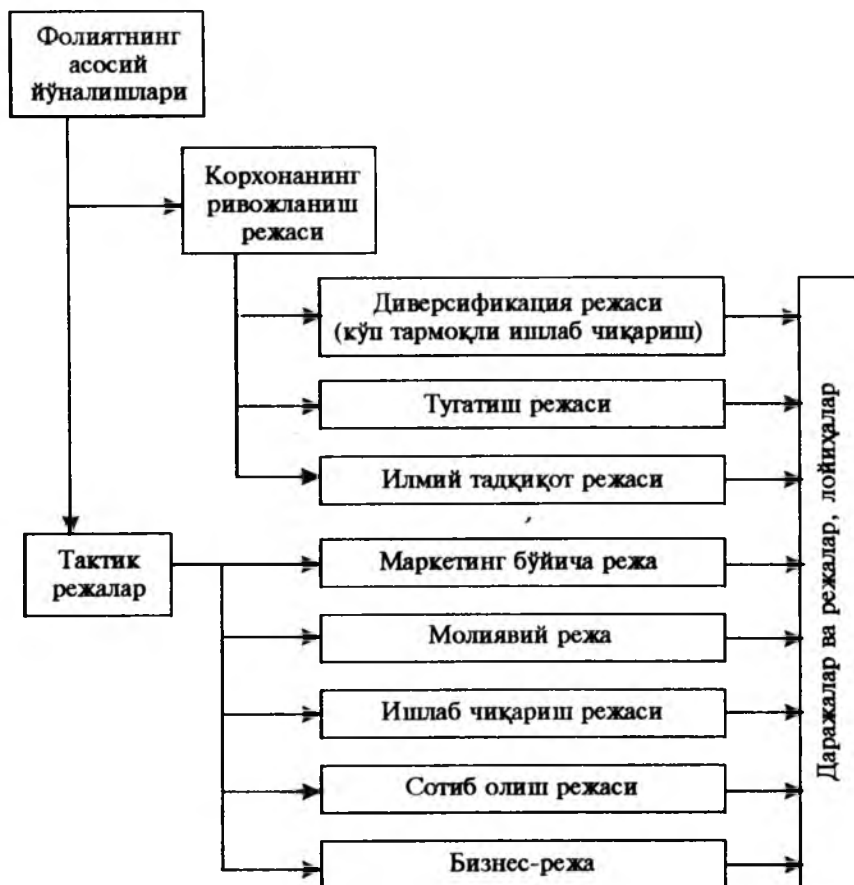 Фолиятнинг
асосий
йўналишлари
Корхонанинг
ривожланиш
режаси
Диверсификация режаси
(кўп тармоқли ишлаб чиқариш)
Тугатиш режаси
Илмий тадқиқот режаси
Тактик
режалар
Маркетинг бўйича режа
Молиявий режа
Ишлаб чиқариш режаси
Сотиб олиш режаси
Бизнес-режа
Даражалар ва режалар, лойиҳалар